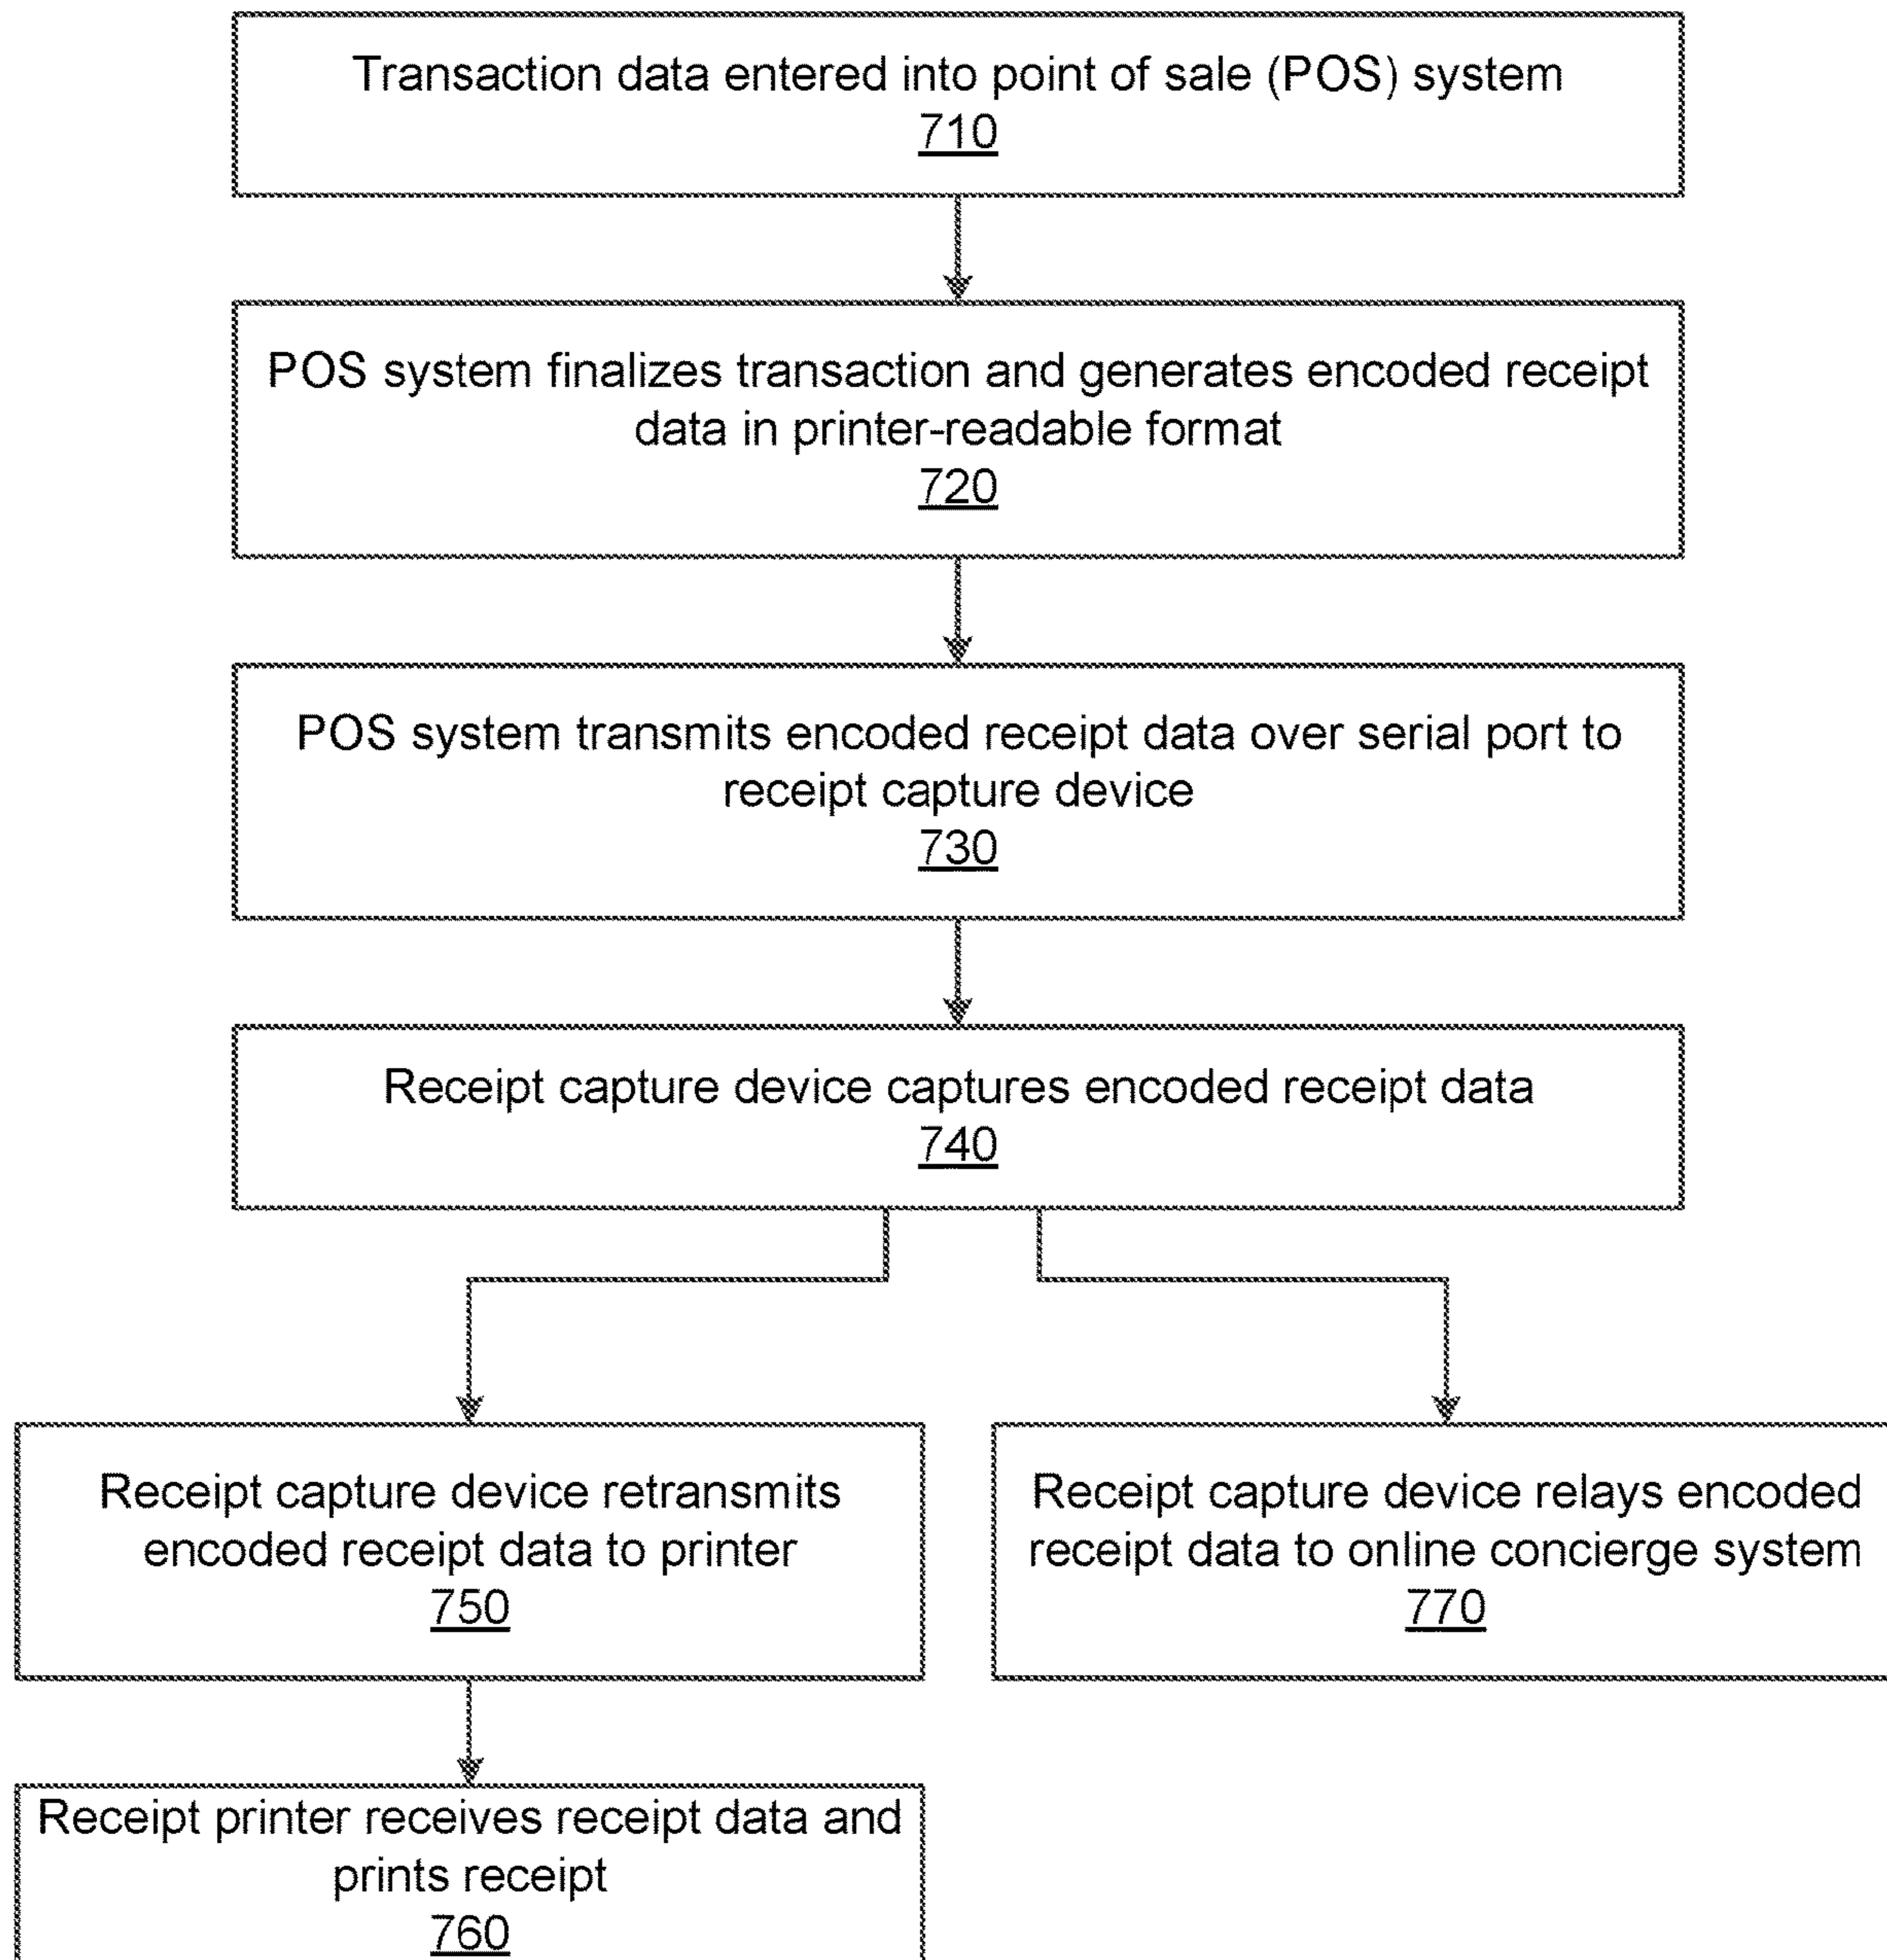 Transaction data entered into point of sale (POS) system
710
POS system finalizes transaction and generates encoded receipt
data in printer-readable format
720
POS system transmits encoded receipt data over serial port to
receipt capture device
730
Receipt capture device captures encoded receipt data
740
Receipt capture device retransmits
encoded receipt data to printer
750
Receipt capture device relays encoded
receipt data to online concierge system
770
Receipt printer receives receipt data and
prints receipt
760